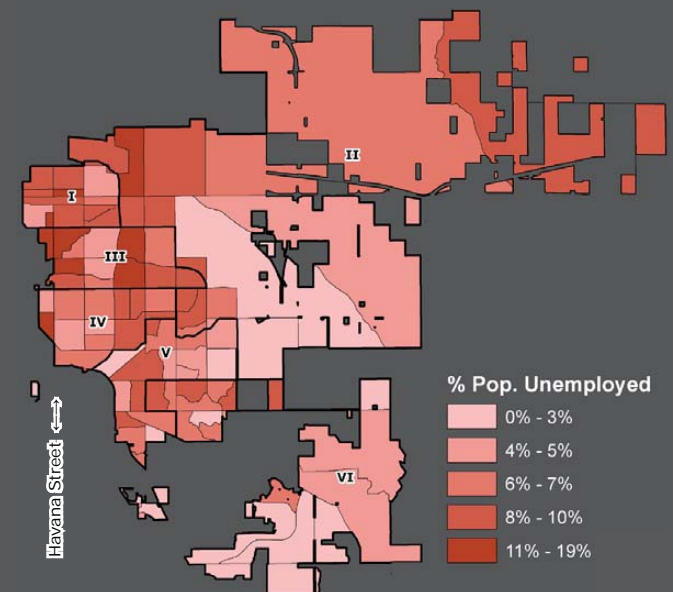 II
I
III
IV
V
VI
% Pop. Unemployed
0% - 3%
4% - 5%
6% - 7%
8% - 10%
11% - 19%
Havana Street